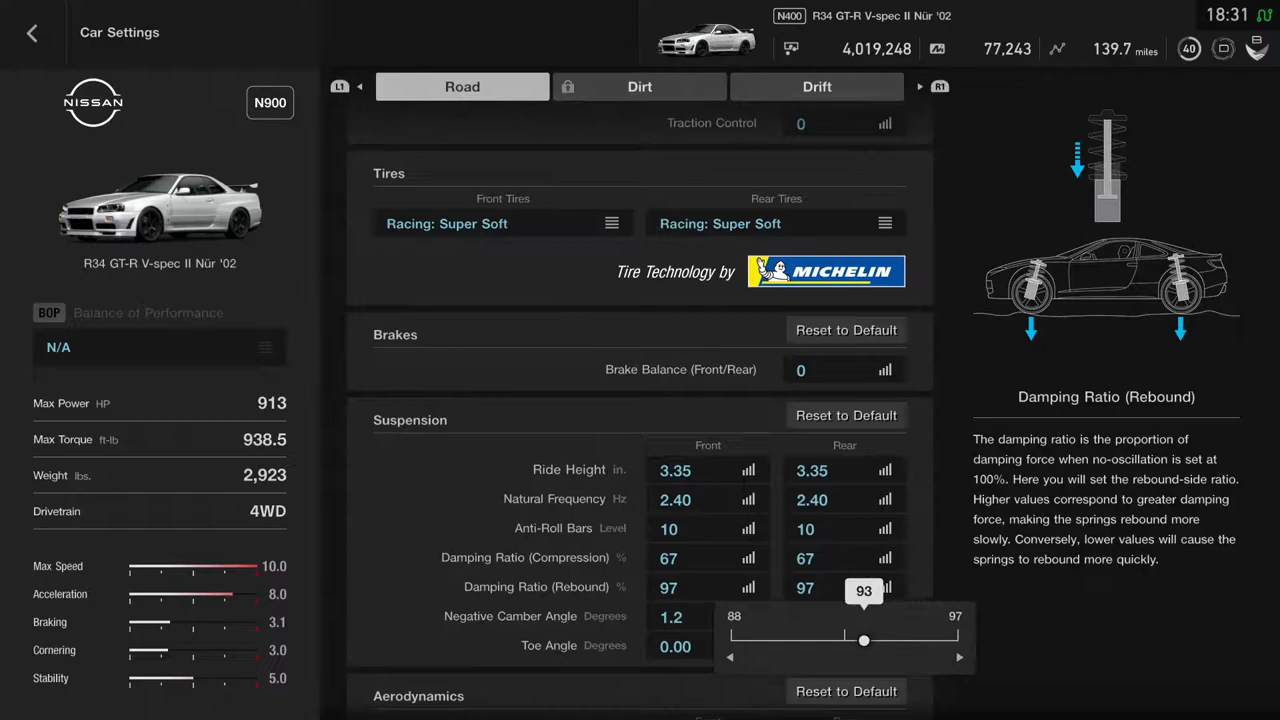 Car Settings
N400 R34 GT-R V-spec II Nür '02
18:31
4,019,248
77,243
139.7 miles
40
B
NISSAN
N900
R34 GT-R V-spec II Nür '02
BOP Balance of Performance
N/A
Max Power HP 913
Max Torque ft-lb 938.5
Weight lbs. 2,923
Drivetrain 4WD
Max Speed 10.0
Acceleration 8.0
Braking 3.1
Cornering 3.0
Stability 5.0
L1 Road Dirt Drift R1
Traction Control 0
Tires
Front Tires Rear Tires
Racing: Super Soft Racing: Super Soft
Tire Technology by MICHELIN
Brakes Reset to Default
Brake Balance (Front/Rear) 0
Suspension Reset to Default
Front Rear
Ride Height in. 3.35 3.35
Natural Frequency Hz 2.40 2.40
Anti-Roll Bars Level 10 10
Damping Ratio (Compression) % 67 67
Damping Ratio (Rebound) % 97 97
93
Negative Camber Angle Degrees 1.2
88 97
Toe Angle Degrees 0.00
Aerodynamics Reset to Default
Damping Ratio (Rebound)
The damping ratio is the proportion of
damping force when no-oscillation is set at
100%. Here you will set the rebound-side ratio.
Higher values correspond to greater damping
force, making the springs rebound more
slowly. Conversely, lower values will cause the
springs to rebound more quickly.